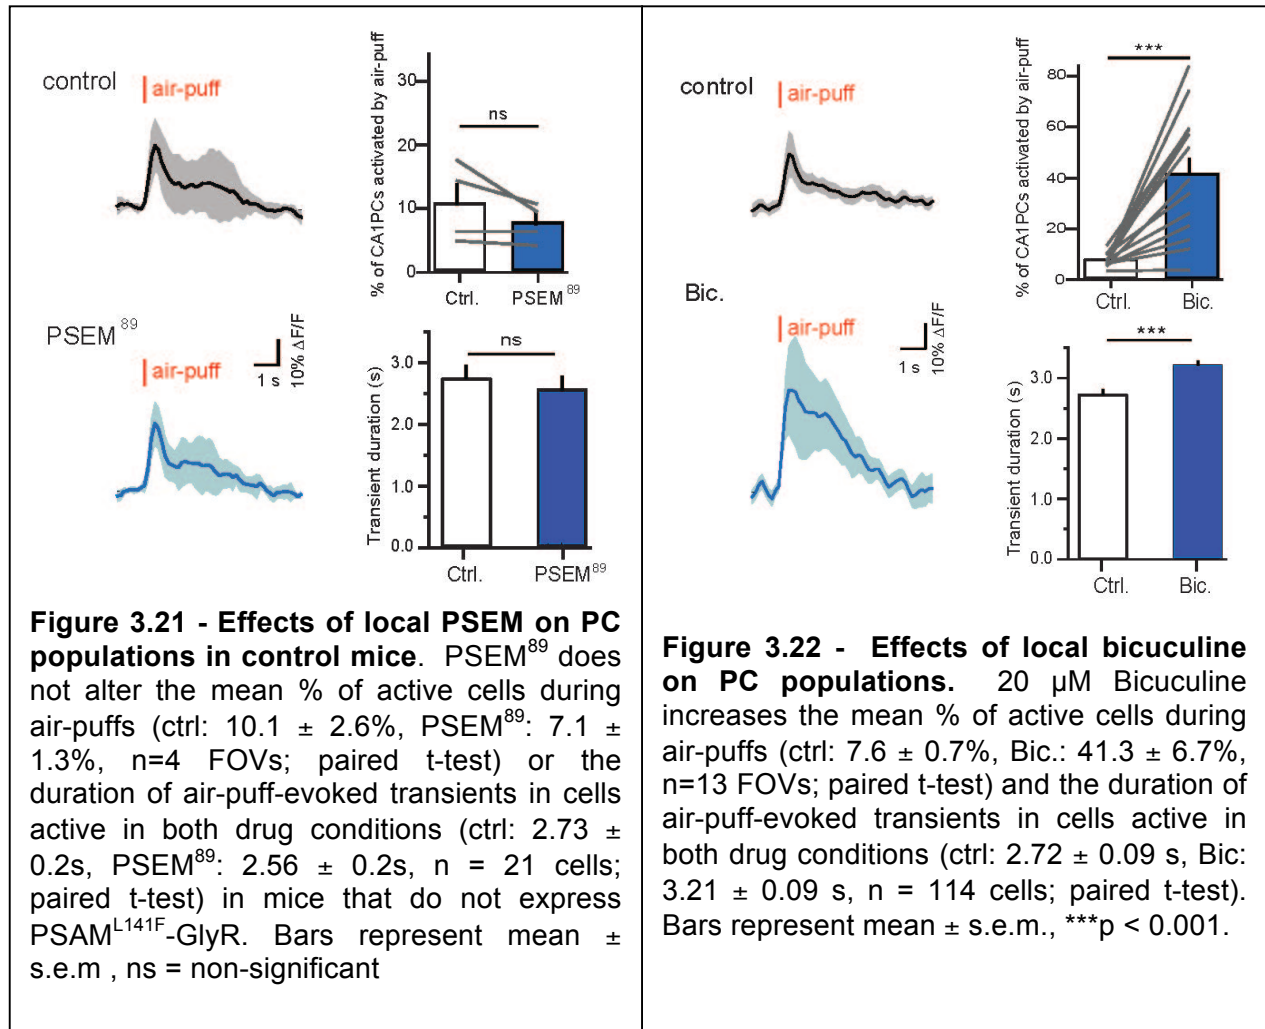 control
air-puff
PSEM 89
air-puff
1 s
10% ΔF/F
% of CA1PCs activated by air-puff
30
20
10
0
ns
Ctrl.
PSEM 89
Transient duration (s)
3.0
2.0
1.0
0.0
ns
Ctrl.
PSEM 89
Figure 3.21 - Effects of local PSEM on PC
populations in control mice. PSEM89 does
not alter the mean % of active cells during
air-puffs (ctrl: 10.1 ± 2.6%, PSEM89: 7.1 ±
1.3%, n=4 FOVs; paired t-test) or the
duration of air-puff-evoked transients in cells
active in both drug conditions (ctrl: 2.73 ±
0.2s, PSEM89: 2.56 ± 0.2s, n = 21 cells;
paired t-test) in mice that do not express
PSAML141F-GlyR. Bars represent mean ±
s.e.m , ns = non-significant
control
air-puff
Bic.
air-puff
1 s
10% ΔF/F
% of CA1PCs activated by air-puff
80
60
40
20
0
***
Ctrl.
Bic.
Transient duration (s)
3.0
2.0
1.0
0.0
***
Ctrl.
Bic.
Figure 3.22 - Effects of local bicuculine
on PC populations. 20 µM Bicuculine
increases the mean % of active cells during
air-puffs (ctrl: 7.6 ± 0.7%, Bic.: 41.3 ± 6.7%,
n=13 FOVs; paired t-test) and the duration of
air-puff-evoked transients in cells active in
both drug conditions (ctrl: 2.72 ± 0.09 s, Bic:
3.21 ± 0.09 s, n = 114 cells; paired t-test).
Bars represent mean ± s.e.m., ***p < 0.001.